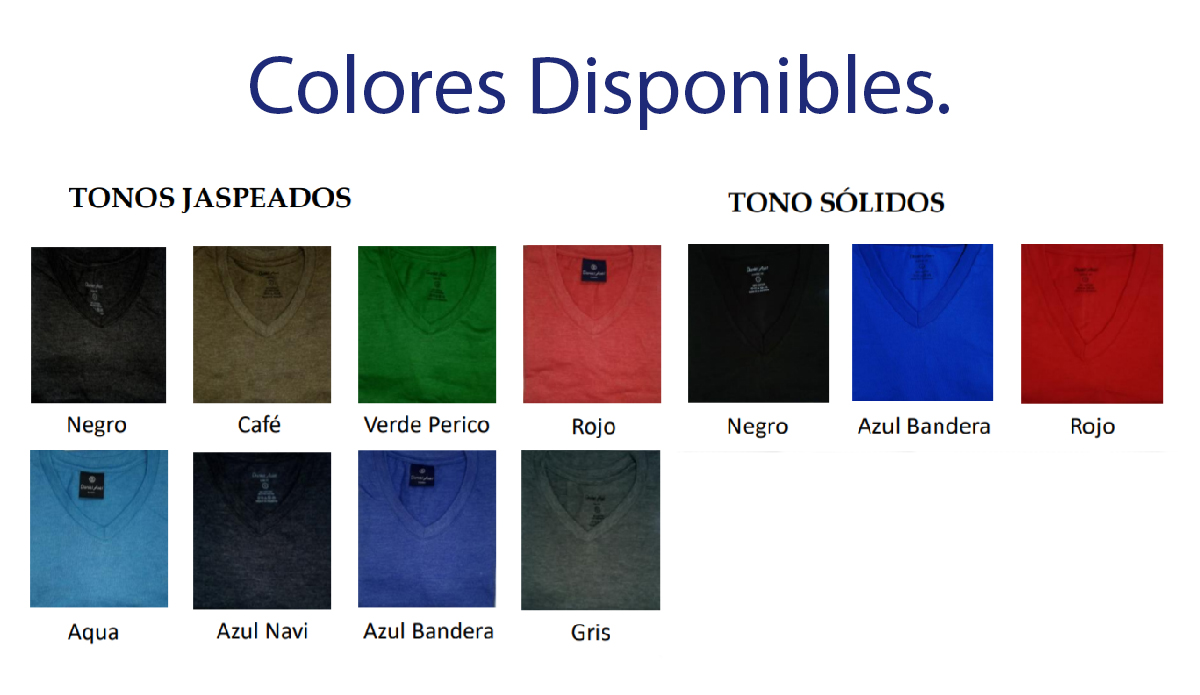 Colores Disponibles.
TONOS JASPEADOS
TONO SÓLIDOS
Negro
Café
Verde Perico
Rojo
Negro
Azul Bandera
Rojo
Aqua
Azul Navi
Azul Bandera
Gris